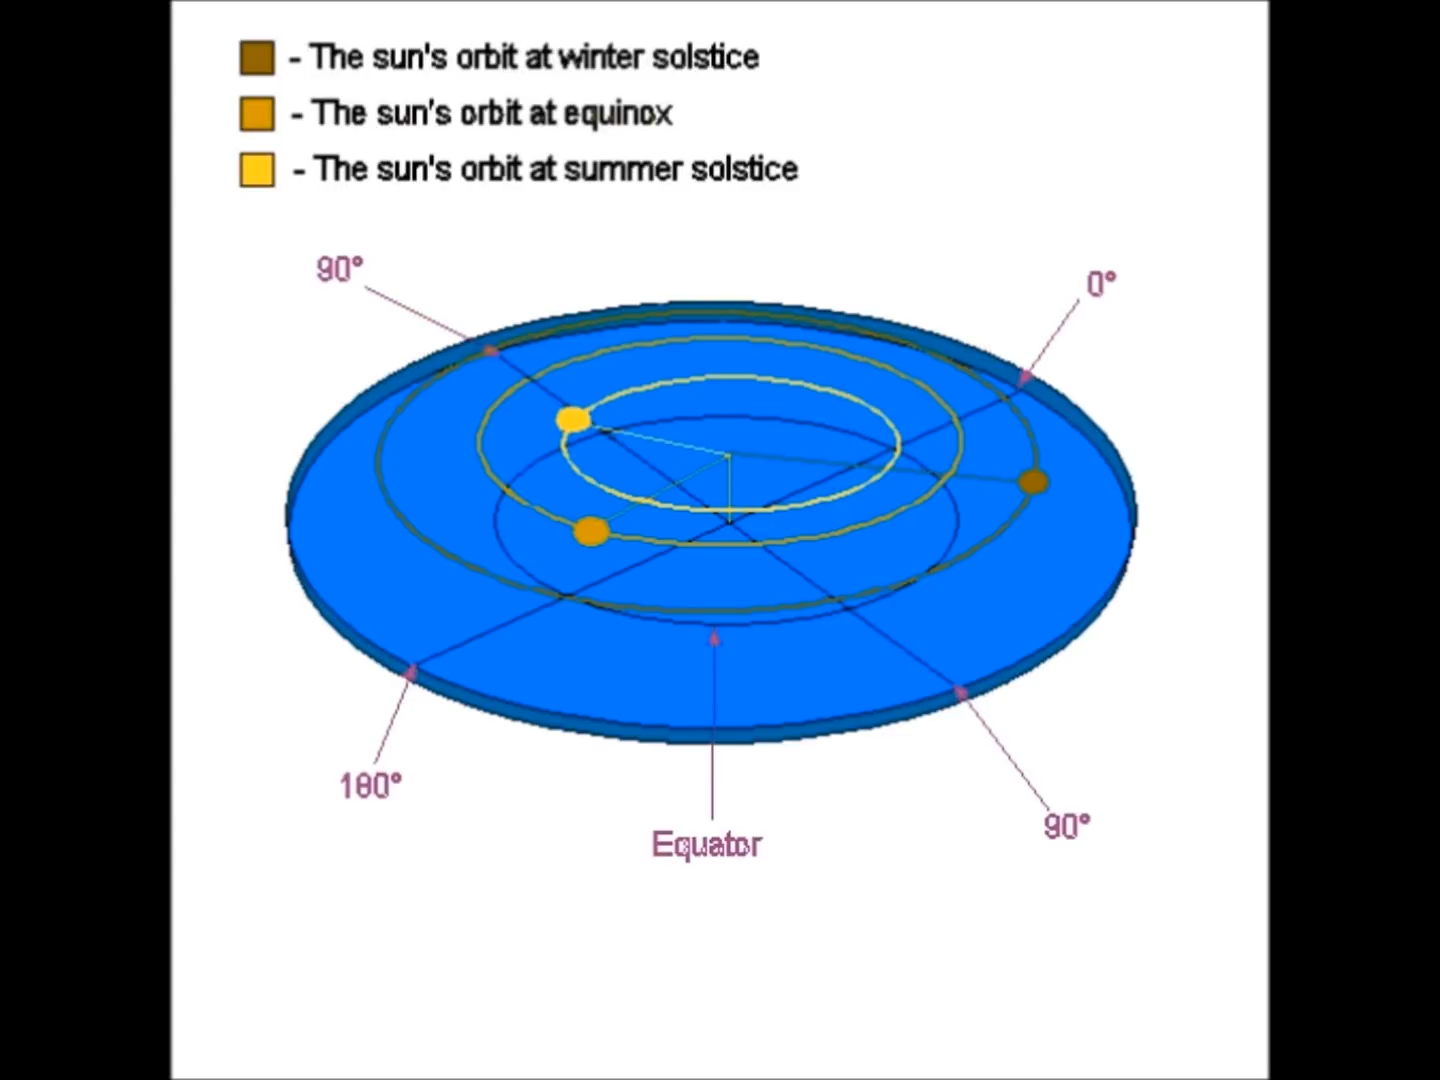 - The sun's orbit at winter solstice
- The sun's orbit at equinox
- The sun's orbit at summer solstice
90°
0°
180°
90°
Equator